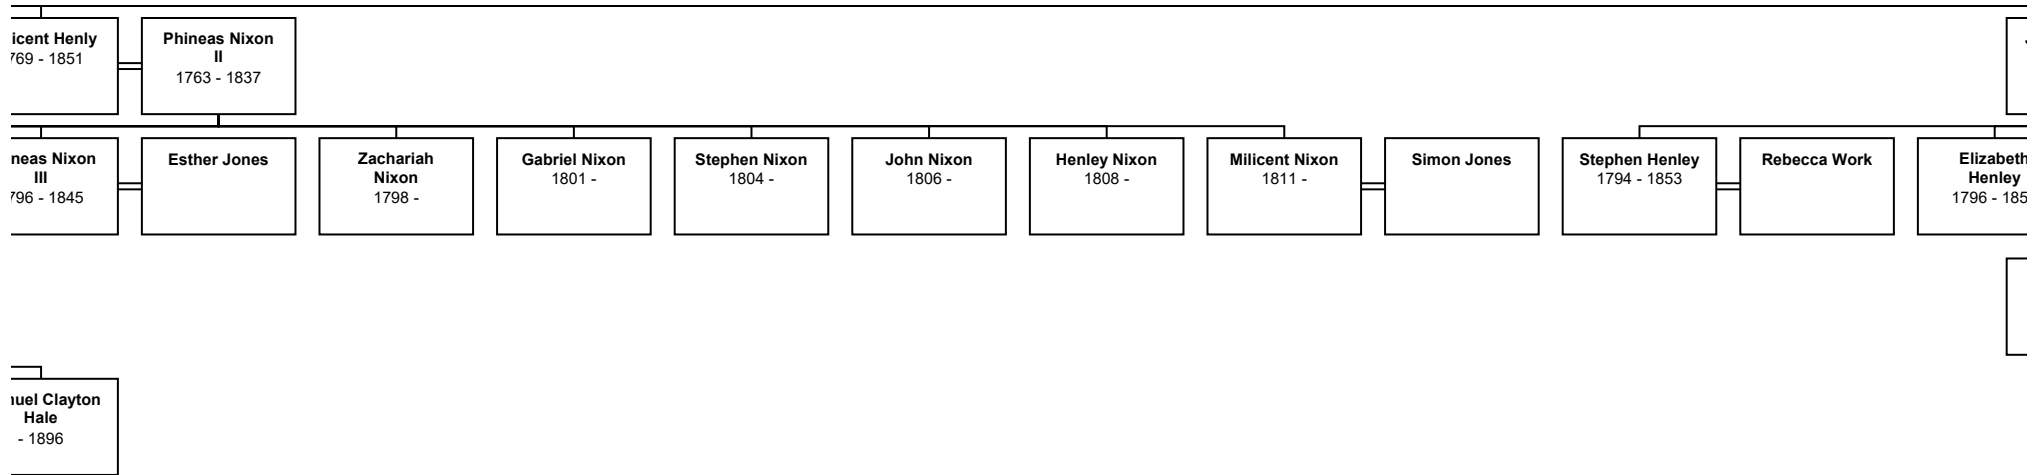 icent Henly
769 - 1851
Phineas Nixon
II
1763 - 1837
neas Nixon
III
796 - 1845
Esther Jones
Zachariah
Nixon
1798 -
Gabriel Nixon
1801 -
Stephen Nixon
1804 -
John Nixon
1806 -
Henley Nixon
1808 -
Milicent Nixon
1811 -
Simon Jones
Stephen Henley
1794 - 1853
Rebecca Work
Elizabeth
Henley
1796 - 185
uel Clayton
Hale
- 1896